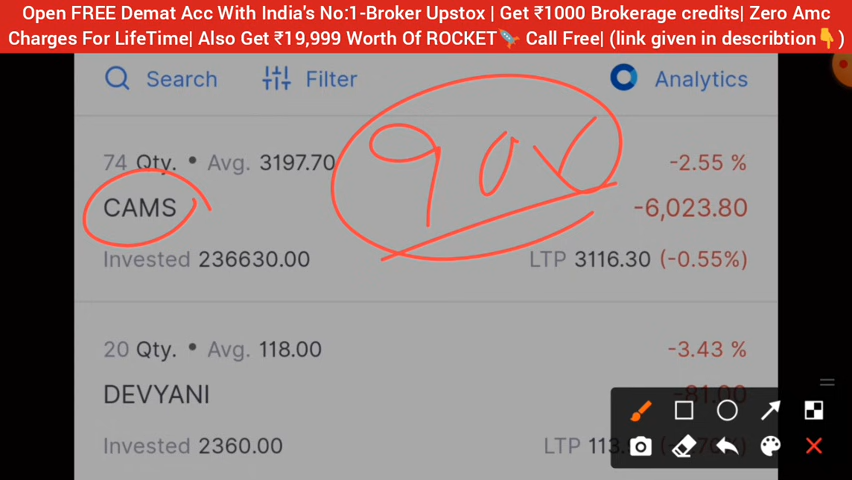 Open FREE Demat Acc With India's No:1-Broker Upstox | Get ₹1000 Brokerage credits| Zero Amc
Charges For LifeTime| Also Get ₹19,999 Worth Of ROCKET🚀 Call Free| (link given in describtion👇)
Search Filter Analytics
74 Qty. • Avg. 3197.70 -2.55 %
CAMS 90% -6,023.80
Invested 236630.00 LTP 3116.30 (-0.55%)
20 Qty. • Avg. 118.00 -3.43 %
DEVYANI -81.00
Invested 2360.00 LTP